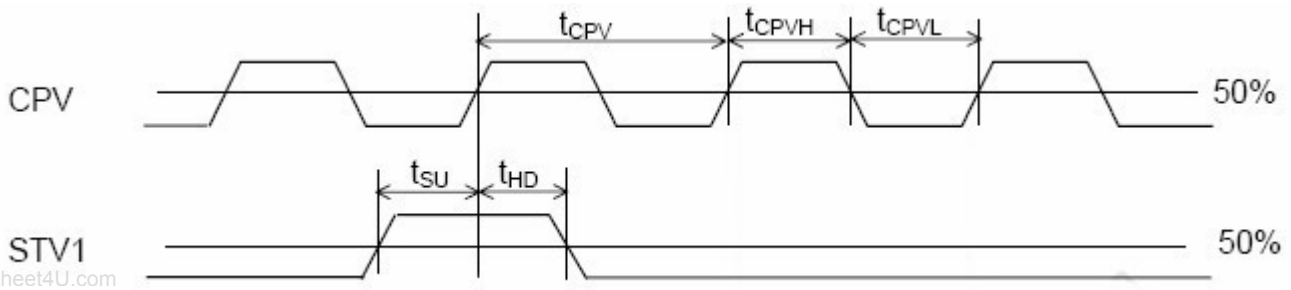 tCPV tCPVH tCPVL
CPV 50%
tSU tHD
STV1 50%
heet4U.com